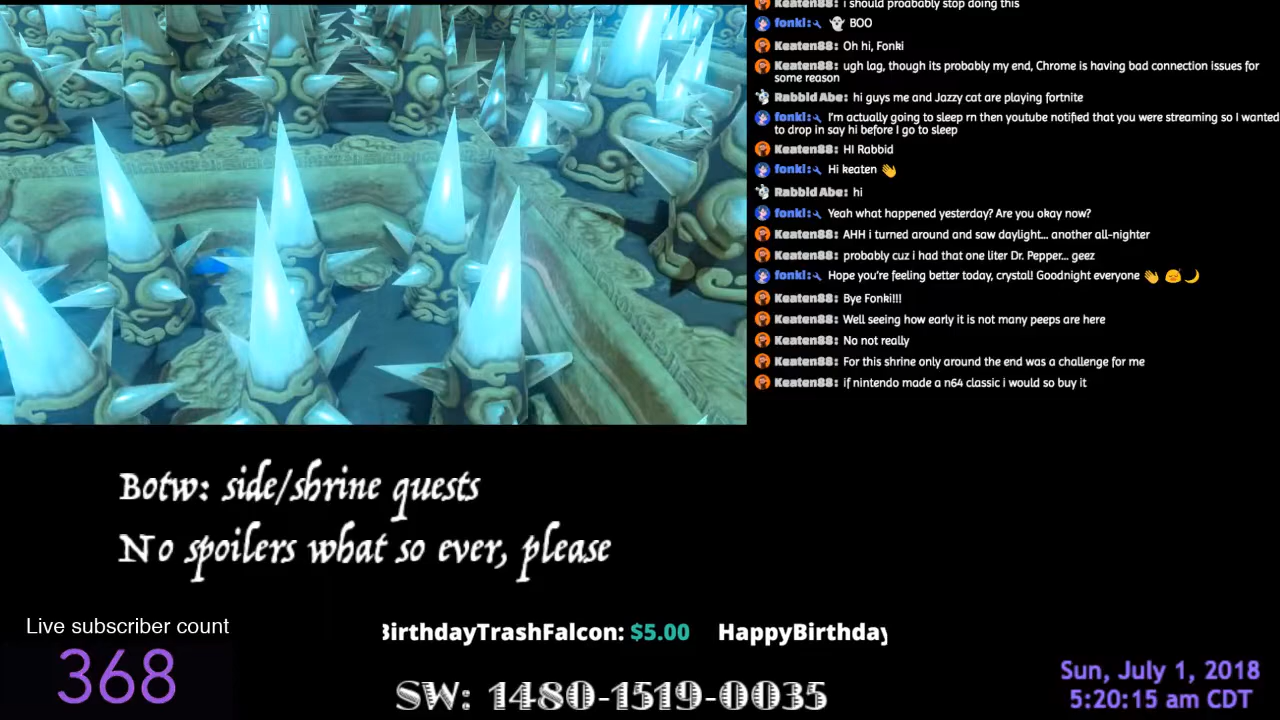 Keaten88: i should proabably stop doing this
fonki: 👻 BOO
Keaten88: Oh hi, Fonki
Keaten88: ugh lag, though its probably my end, Chrome is having bad connection issues for
some reason
Rabbid Abe: hi guys me and Jazzy cat are playing fortnite
fonki: I'm actually going to sleep rn then youtube notified that you were streaming so I wanted
to drop in say hi before I go to sleep
Keaten88: HI Rabbid
fonki: Hi keaten 👋
Rabbid Abe: hi
fonki: Yeah what happened yesterday? Are you okay now?
Keaten88: AHH i turned around and saw daylight... another all-nighter
Keaten88: probably cuz i had that one liter Dr. Pepper... geez
fonki: Hope you're feeling better today, crystal! Goodnight everyone 👋 😴 🌙
Keaten88: Bye Fonki!!!
Keaten88: Well seeing how early it is not many peeps are here
Keaten88: No not really
Keaten88: For this shrine only around the end was a challenge for me
Keaten88: if nintendo made a n64 classic i would so buy it
Botw: side/shrine quests
No spoilers what so ever, please
Live subscriber count
368
BirthdayTrashFalcon: $5.00 HappyBirthday
SW: 1480-1519-0035
Sun, July 1, 2018
5:20:15 am CDT